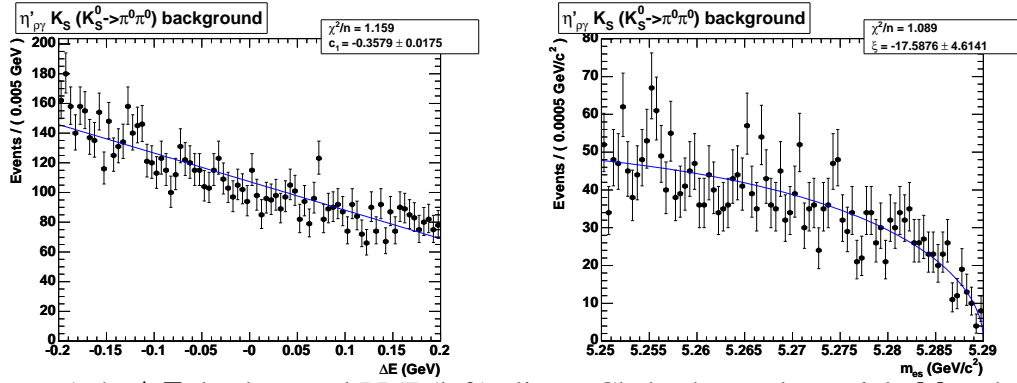 η'ργ KS (K0S->π0π0) background
χ2/n = 1.159
c1 = -0.3579 ± 0.0175
Events / ( 0.005 GeV )
200
180
160
140
120
100
80
60
40
20
0
-0.2 -0.15 -0.1 -0.05 -0 0.05 0.1 0.15 0.2
ΔE (GeV)
η'ργ KS (K0S->π0π0) background
χ2/n = 1.089
ξ = -17.5876 ± 4.6141
Events / ( 0.0005 GeV/c2 )
80
70
60
50
40
30
20
10
0
5.25 5.255 5.26 5.265 5.27 5.275 5.28 5.285 5.29
mes (GeV/c2)